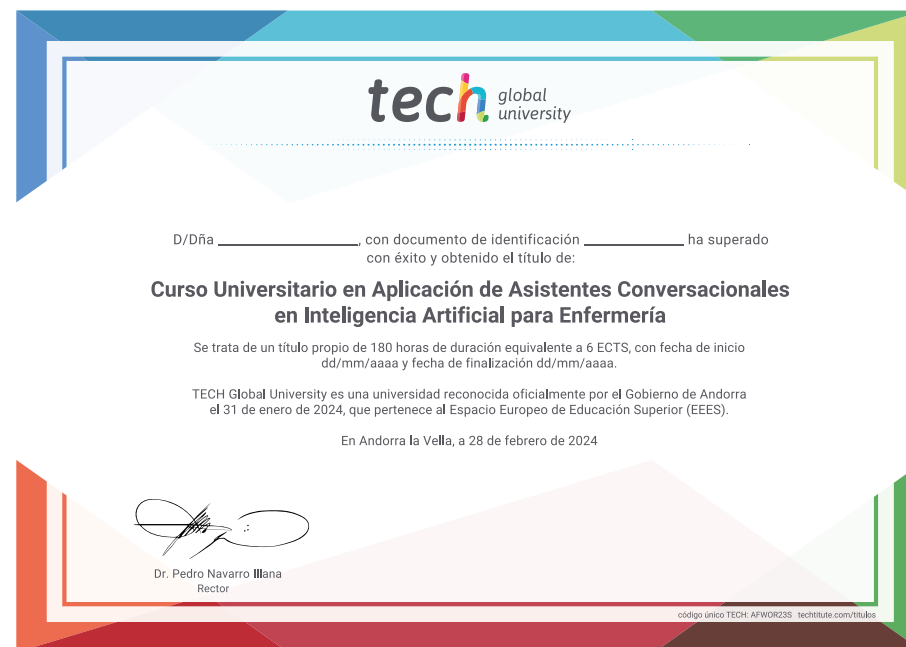 tech global university
D/Dña ____________________, con documento de identificación ______________ ha superado
con éxito y obtenido el título de:
Curso Universitario en Aplicación de Asistentes Conversacionales
en Inteligencia Artificial para Enfermería
Se trata de un título propio de 180 horas de duración equivalente a 6 ECTS, con fecha de inicio
dd/mm/aaaa y fecha de finalización dd/mm/aaaa.
TECH Global University es una universidad reconocida oficialmente por el Gobierno de Andorra
el 31 de enero de 2024, que pertenece al Espacio Europeo de Educación Superior (EEES).
En Andorra la Vella, a 28 de febrero de 2024
Dr. Pedro Navarro Illana
Rector
código único TECH: AFWOR23S techtitute.com/titulos